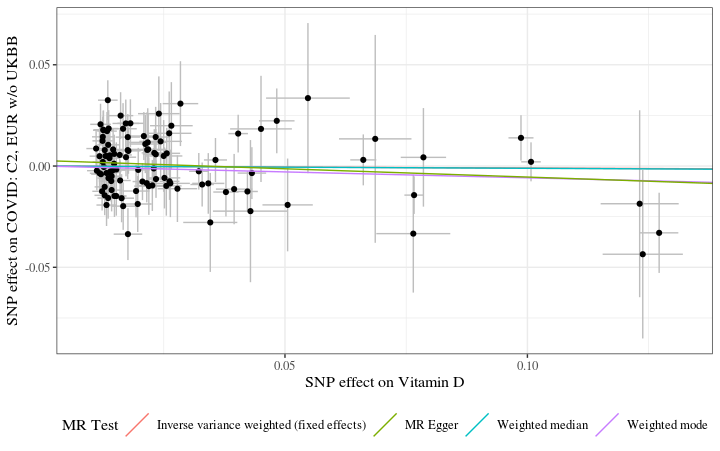 SNP effect on COVID: C2, EUR w/o UKBB
0.05
0.00
-0.05
0.05
0.10
SNP effect on Vitamin D
MR Test
Inverse variance weighted (fixed effects)
MR Egger
Weighted median
Weighted mode